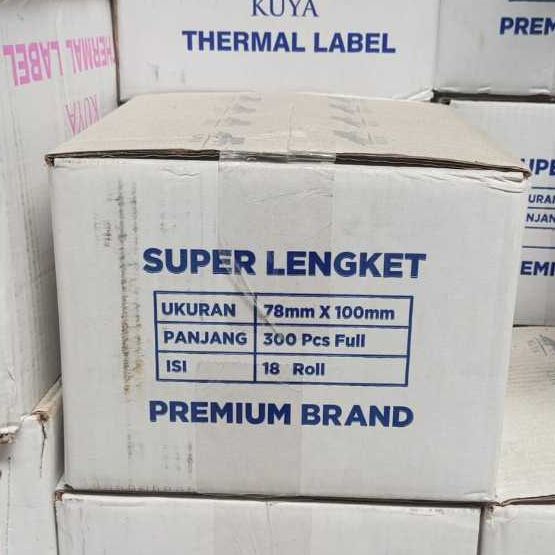 KUYA
THERMAL LABEL
PREM
THERMAL LABEL
KUYA
SUPER LENGKET
UKURAN 78mm X 100mm
PANJANG 300 Pcs Full
ISI 18 Roll
PREMIUM BRAND